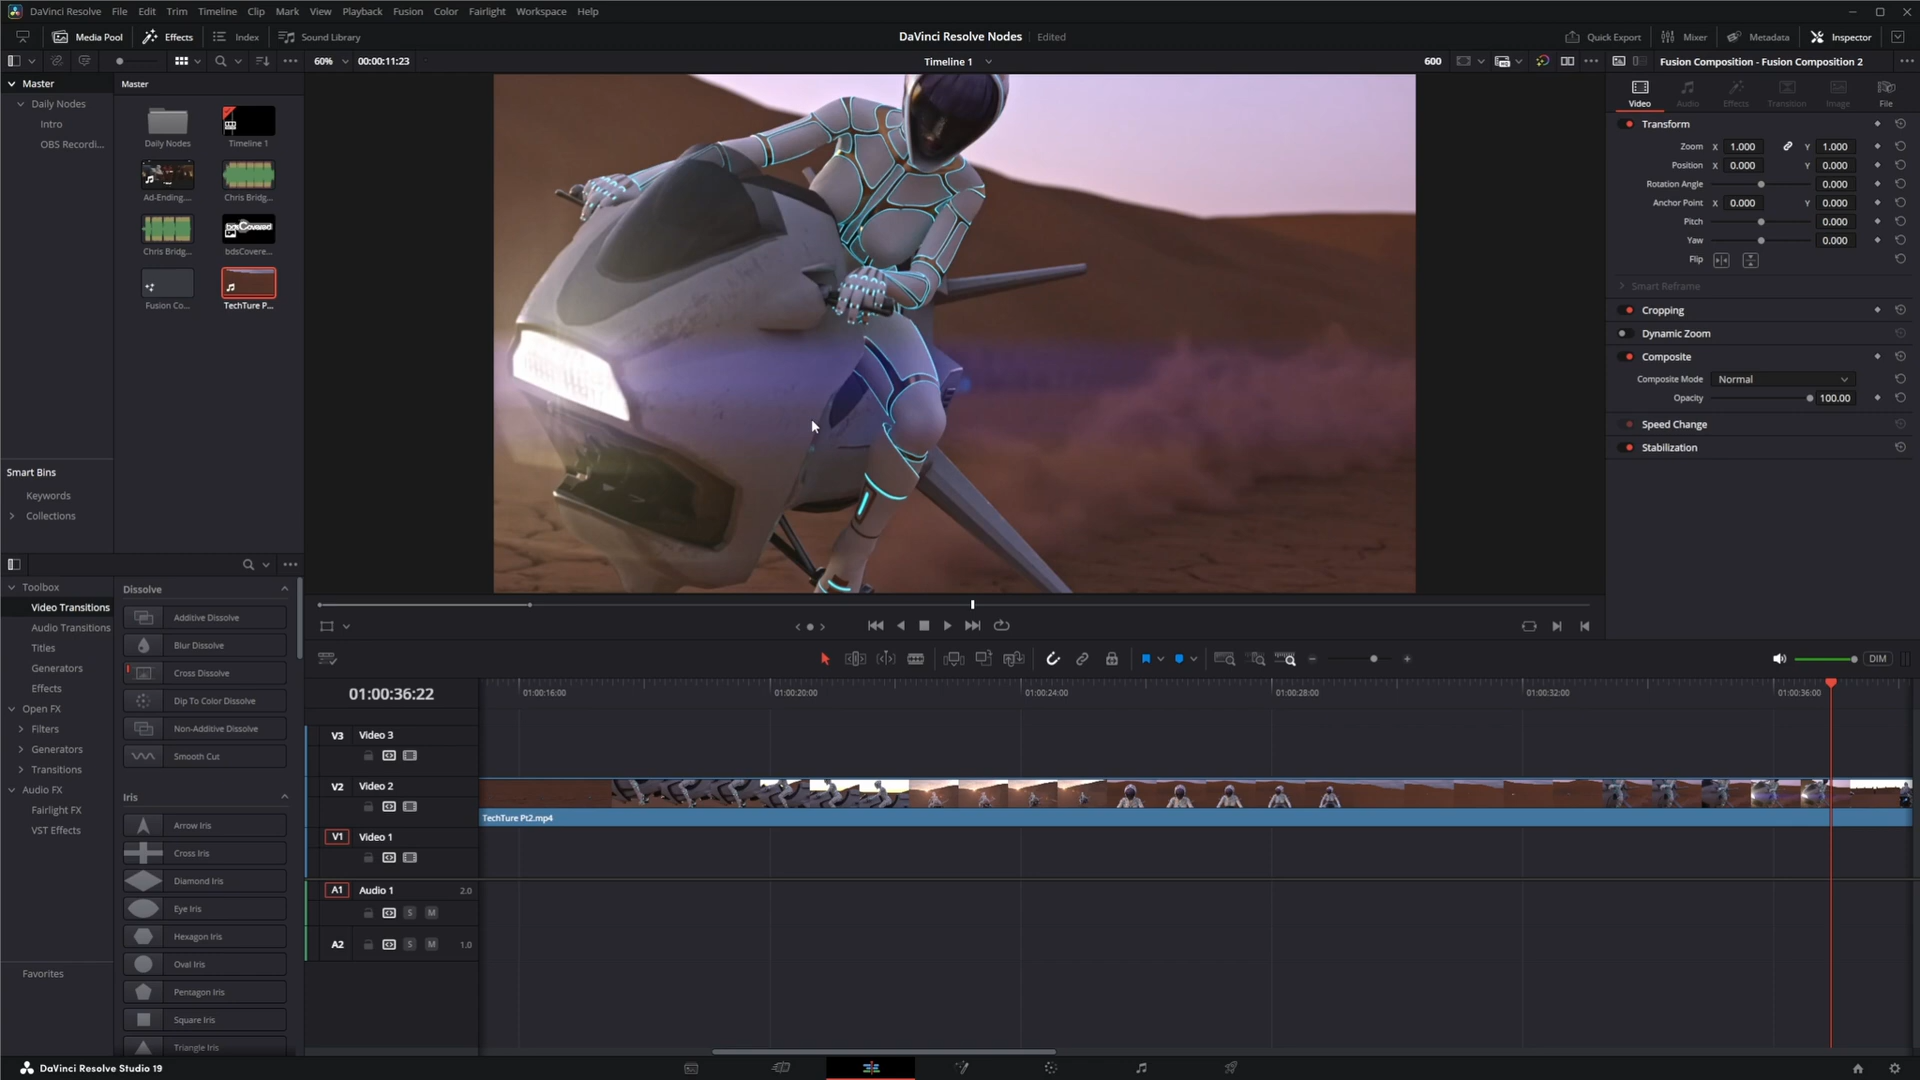 DaVinci Resolve File Edit Trim Timeline Clip Mark View Playback Fusion Color Fairlight Workspace Help
Media Pool Effects Index Sound Library DaVinci Resolve Nodes Edited Quick Export Mixer Metadata Inspector
60% 00:00:11:23 Timeline 1 600 Fusion Composition - Fusion Composition 2
Master
Daily Nodes
Intro
OBS Recordi...
Master
Daily Nodes Timeline 1
Ad-Ending.... Chris Bridg...
Chris Bridg... bdsCovere...
Fusion Co... TechTure P...
Smart Bins
Keywords
Collections
Video Audio Effects Transition Image File
Transform
Zoom X 1.000 Y 1.000
Position X 0.000 Y 0.000
Rotation Angle 0.000
Anchor Point X 0.000 Y 0.000
Pitch 0.000
Yaw 0.000
Flip
Smart Reframe
Cropping
Dynamic Zoom
Composite
Composite Mode Normal
Opacity 100.00
Speed Change
Stabilization
Toolbox
Video Transitions
Audio Transitions
Titles
Generators
Effects
Open FX
Filters
Generators
Transitions
Audio FX
Fairlight FX
VST Effects
Favorites
Dissolve
Additive Dissolve
Blur Dissolve
Cross Dissolve
Dip To Color Dissolve
Non-Additive Dissolve
Smooth Cut
Iris
Arrow Iris
Cross Iris
Diamond Iris
Eye Iris
Hexagon Iris
Oval Iris
Pentagon Iris
Square Iris
Triangle Iris
DIM
01:00:36:22 01:00:16:00 01:00:20:00 01:00:24:00 01:00:28:00 01:00:32:00 01:00:36:00
V3 Video 3
V2 Video 2
TechTure Pt2.mp4
V1 Video 1
A1 Audio 1 2.0
S M
A2 S M 1.0
DaVinci Resolve Studio 19